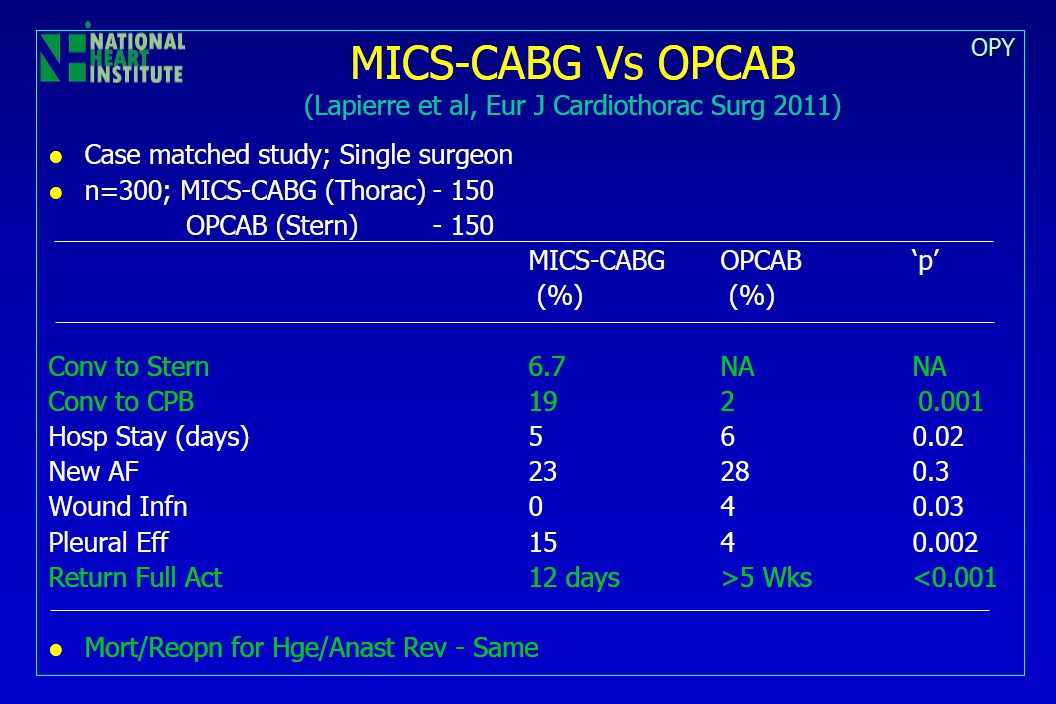 NATIONAL
HEART
INSTITUTE
OPY
MICS-CABG Vs OPCAB
(Lapierre et al, Eur J Cardiothorac Surg 2011)
● Case matched study; Single surgeon
● n=300; MICS-CABG (Thorac) - 150
OPCAB (Stern) - 150
MICS-CABG OPCAB ‘p’
(%) (%)
Conv to Stern 6.7 NA NA
Conv to CPB 19 2 0.001
Hosp Stay (days) 5 6 0.02
New AF 23 28 0.3
Wound Infn 0 4 0.03
Pleural Eff 15 4 0.002
Return Full Act 12 days >5 Wks <0.001
● Mort/Reopn for Hge/Anast Rev - Same